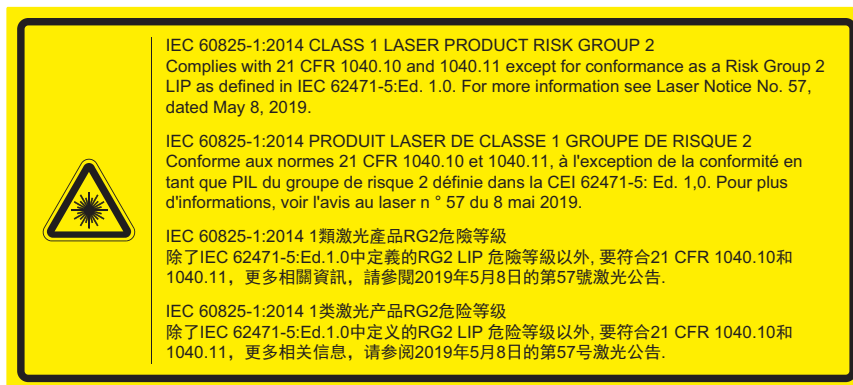 IEC 60825-1:2014 CLASS 1 LASER PRODUCT RISK GROUP 2
Complies with 21 CFR 1040.10 and 1040.11 except for conformance as a Risk Group 2
LIP as defined in IEC 62471-5:Ed. 1.0. For more information see Laser Notice No. 57,
dated May 8, 2019.
IEC 60825-1:2014 PRODUIT LASER DE CLASSE 1 GROUPE DE RISQUE 2
Conforme aux normes 21 CFR 1040.10 et 1040.11, à l'exception de la conformité en
tant que PIL du groupe de risque 2 définie dans la CEI 62471-5: Ed. 1,0. Pour plus
d'informations, voir l'avis au laser n ° 57 du 8 mai 2019.
IEC 60825-1:2014 1類激光產品RG2危險等級
除了IEC 62471-5:Ed.1.0中定義的RG2 LIP 危險等級以外, 要符合21 CFR 1040.10和
1040.11，更多相關資訊，請參閱2019年5月8日的第57號激光公告.
IEC 60825-1:2014 1类激光产品RG2危险等级
除了IEC 62471-5:Ed.1.0中定义的RG2 LIP 危险等级以外, 要符合21 CFR 1040.10和
1040.11，更多相关信息，请参阅2019年5月8日的第57号激光公告.